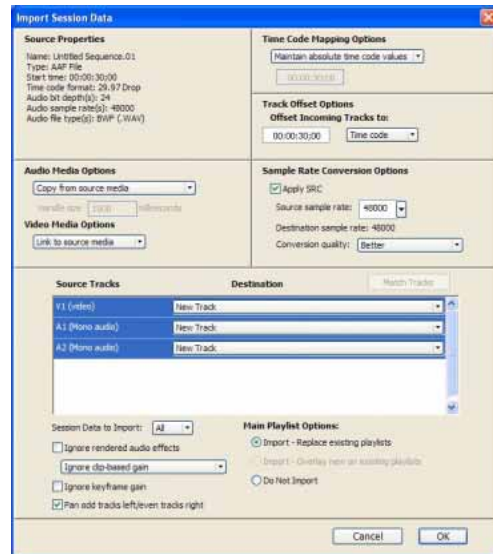 Import Session Data
Source Properties
Name: Untitled Sequence.01
Type: AAF File
Start time: 00:00:30:00
Time code format: 29.97 Drop
Audio bit depth(s): 24
Audio sample rate(s): 48000
Audio file type(s): BWF (.WAV)
Time Code Mapping Options
Maintain absolute time code values
00:00:30:00
Track Offset Options
Offset Incoming Tracks to:
00:00:30;00
Time code
Audio Media Options
Copy from source media
Handle size: 1000 milliseconds
Video Media Options
Link to source media
Sample Rate Conversion Options
Apply SRC
Source sample rate: 48000
Destination sample rate: 48000
Conversion quality: Better
Source Tracks
Destination
Match Tracks
V1 (video) New Track
A1 (Mono audio) New Track
A2 (Mono audio) New Track
Session Data to Import: All
Ignore rendered audio effects
Ignore clip-based gain
Ignore keyframe gain
Pan odd tracks left/even tracks right
Main Playlist Options:
Import - Replace existing playlists
Import - Overlay new on existing playlists
Do Not Import
Cancel
OK